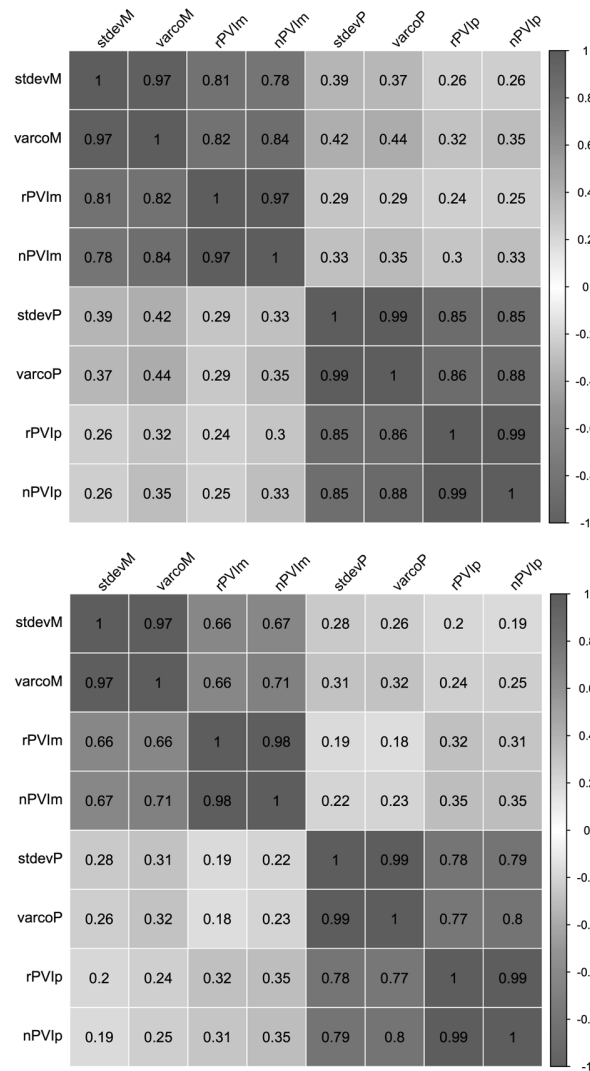 stdevM varcoM rPVIm nPVIm stdevP varcoP rPVIp nPVIp
stdevM 1 0.97 0.81 0.78 0.39 0.37 0.26 0.26
varcoM 0.97 1 0.82 0.84 0.42 0.44 0.32 0.35
rPVIm 0.81 0.82 1 0.97 0.29 0.29 0.24 0.25
nPVIm 0.78 0.84 0.97 1 0.33 0.35 0.3 0.33
stdevP 0.39 0.42 0.29 0.33 1 0.99 0.85 0.85
varcoP 0.37 0.44 0.29 0.35 0.99 1 0.86 0.88
rPVIp 0.26 0.32 0.24 0.3 0.85 0.86 1 0.99
nPVIp 0.26 0.35 0.25 0.33 0.85 0.88 0.99 1
1
0.
-1
stdevM varcoM rPVIm nPVIm stdevP varcoP rPVIp nPVIp
stdevM 1 0.97 0.66 0.67 0.28 0.26 0.2 0.19
varcoM 0.97 1 0.66 0.71 0.31 0.32 0.24 0.25
rPVIm 0.66 0.66 1 0.98 0.19 0.18 0.32 0.31
nPVIm 0.67 0.71 0.98 1 0.22 0.23 0.35 0.35
stdevP 0.28 0.31 0.19 0.22 1 0.99 0.78 0.79
varcoP 0.26 0.32 0.18 0.23 0.99 1 0.77 0.8
rPVIp 0.2 0.24 0.32 0.35 0.78 0.77 1 0.99
nPVIp 0.19 0.25 0.31 0.35 0.79 0.8 0.99 1
1
0
-1